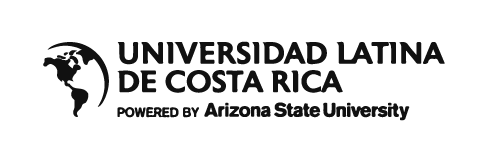 UNIVERSIDAD LATINA
DE COSTA RICA
POWERED BY Arizona State University